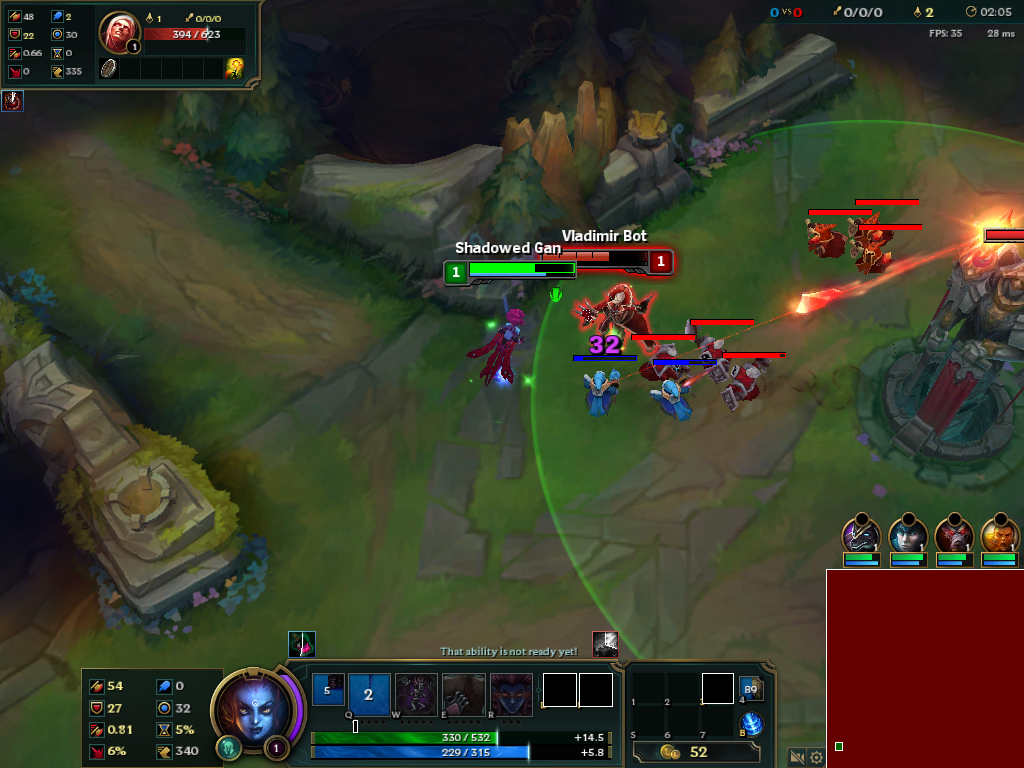 48 2 1 0/0/0
22 30 394 / 623
0.66 0 1
0 335
0 vs 0 0/0/0 2 02:05
FPS: 35 28 ms
Vladimir Bot
Shadowed Gan
1 1
32
That ability is not ready yet!
54 0
27 32
0.81 5%
6% 340
1
5 2
Q W E R
330 / 532 +14.5
229 / 315 +5.8
1 2 3 89 4
5 6 7 B
52